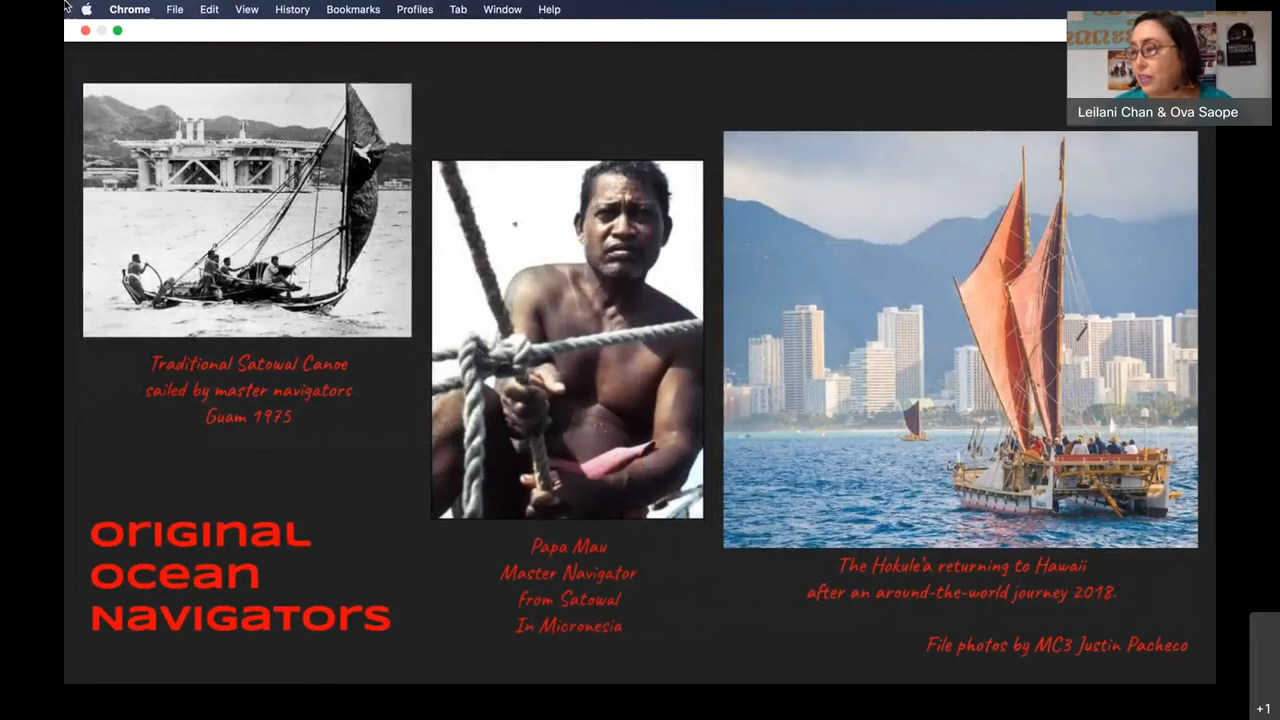 Chrome File Edit View History Bookmarks Profiles Tab Window Help
Leilani Chan & Ova Saope
Traditional Satowal Canoe
sailed by master navigators
Guam 1975
Original
Ocean
Navigators
Papa Mau
Master Navigator
from Satowal
In Micronesia
The Hokule'a returning to Hawaii
after an around-the-world journey 2018.
File photos by MC3 Justin Pacheco
+1